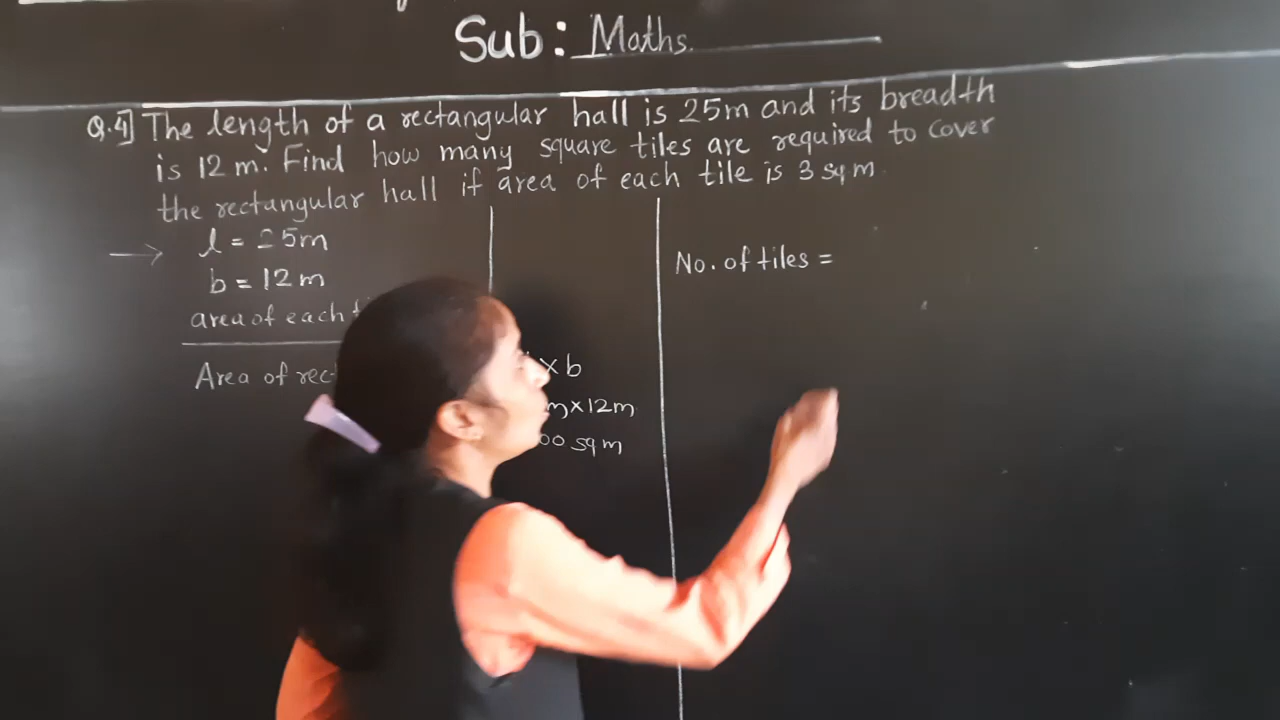 Sub: Maths.
Q.4] The length of a rectangular hall is 25m and its breadth
is 12 m. Find how many square tiles are required to cover
the rectangular hall if area of each tile is 3 sq m.
l = 25m
b = 12 m
area of each
Area of
x b
m x 12m
00 sq m
No. of tiles =